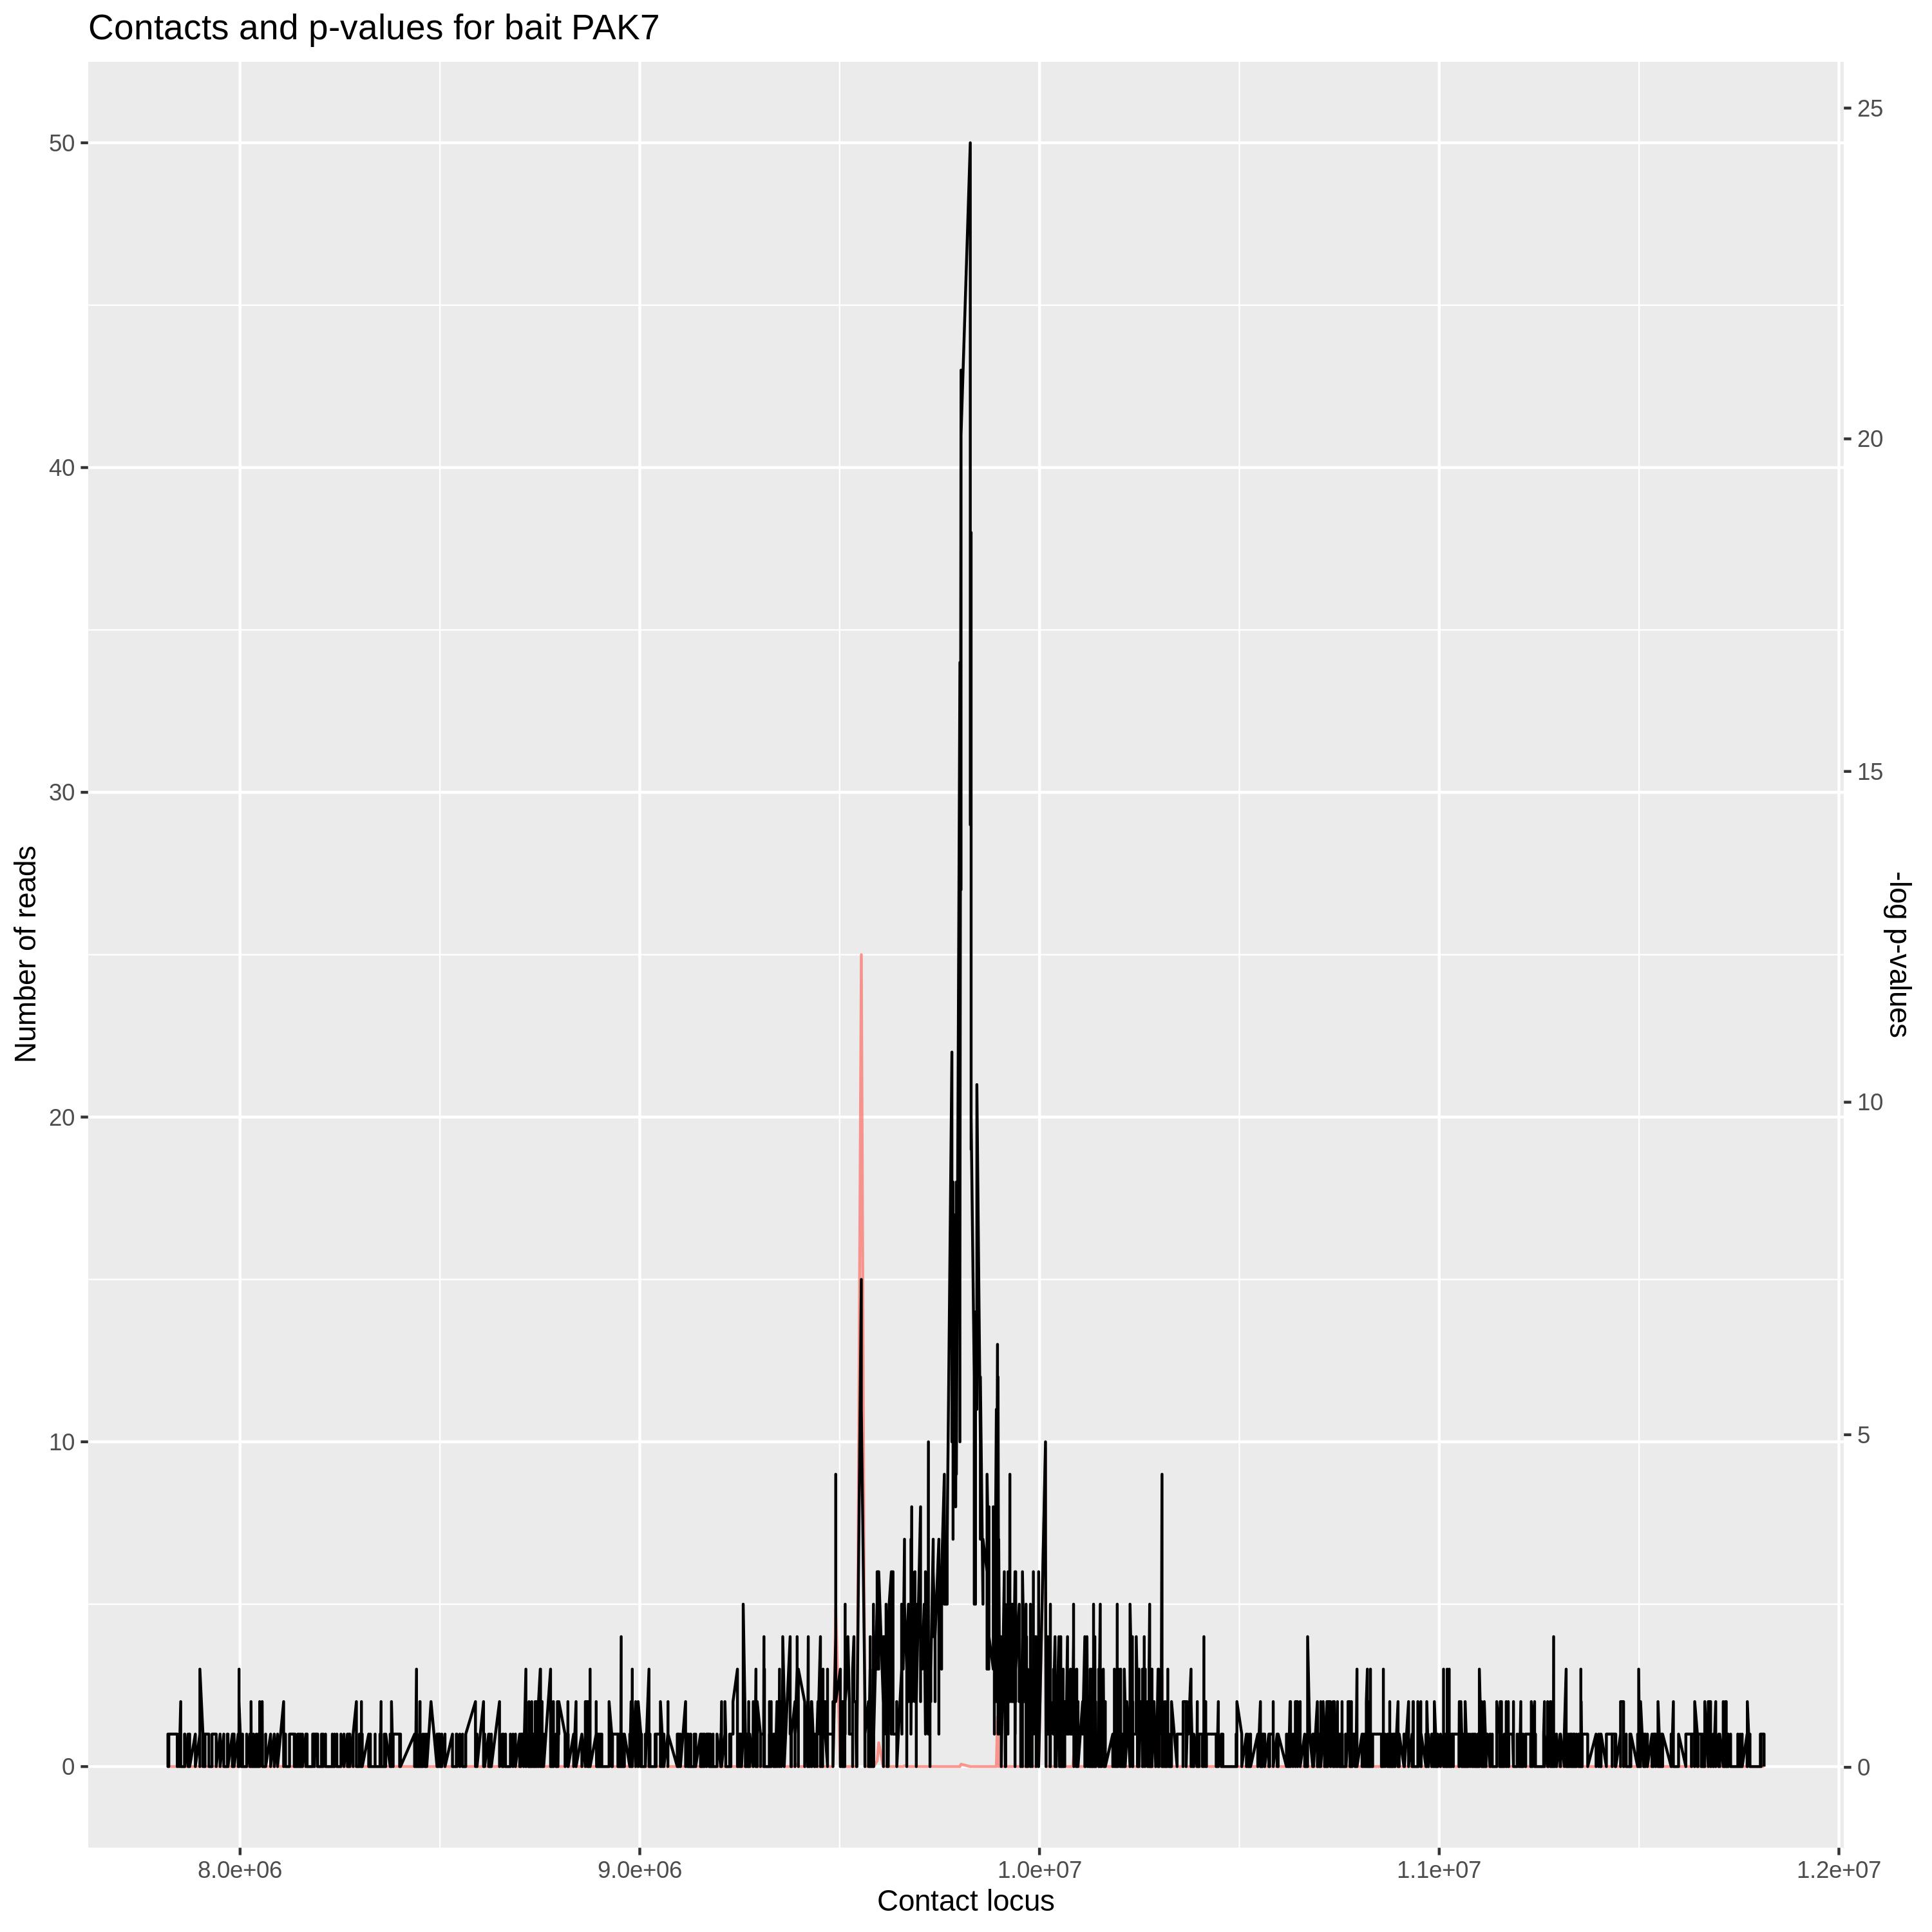 Contacts and p-values for bait PAK7
Number of reads
50
40
30
20
10
0
25
20
15
10
5
0
-log p-values
8.0e+06 9.0e+06 1.0e+07 1.1e+07 1.2e+07
Contact locus